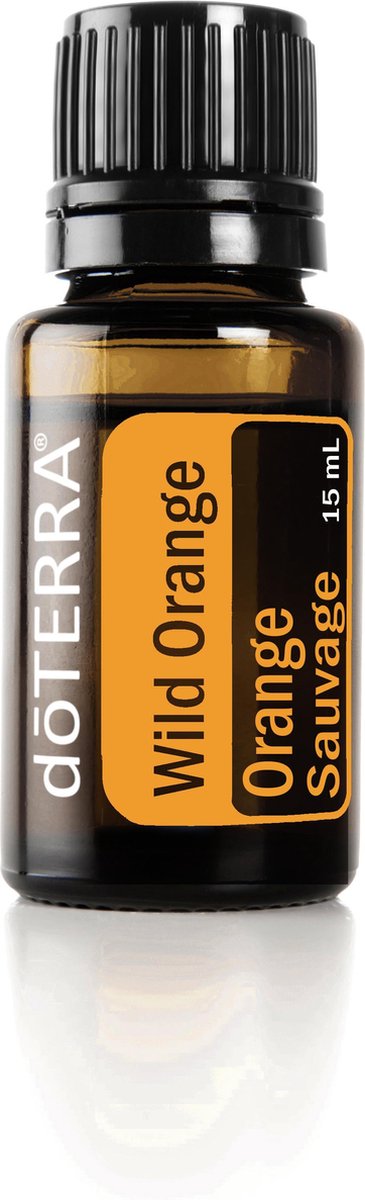 dōTERRA®
Wild Orange
Orange
Sauvage
15 mL